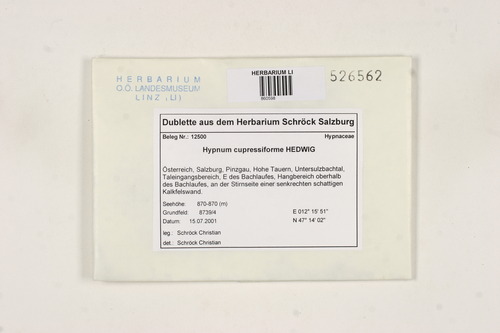 HERBARIUM
O.Ö. LANDESMUSEUM
LINZ (LI)
HERBARIUM LI
526562
Dublette aus dem Herbarium Schröck Salzburg
Beleg Nr.: 12500 Hypnaceae
Hypnum cupressiforme HEDWIG
Österreich, Salzburg, Pinzgau, Hohe Tauern, Untersulzbachtal,
Taleingangsbereich, E des Bachlaufes, Hangbereich oberhalb
des Bachlaufes, an der Stirnseite einer senkrechten schattigen
Kalkfelswand.
Seehöhe: 870-870 (m)
Grundfeld: 8739/4 E 012° 15' 51"
Datum: 15.07.2001 N 47° 14' 02"
leg.: Schröck Christian
det.: Schröck Christian